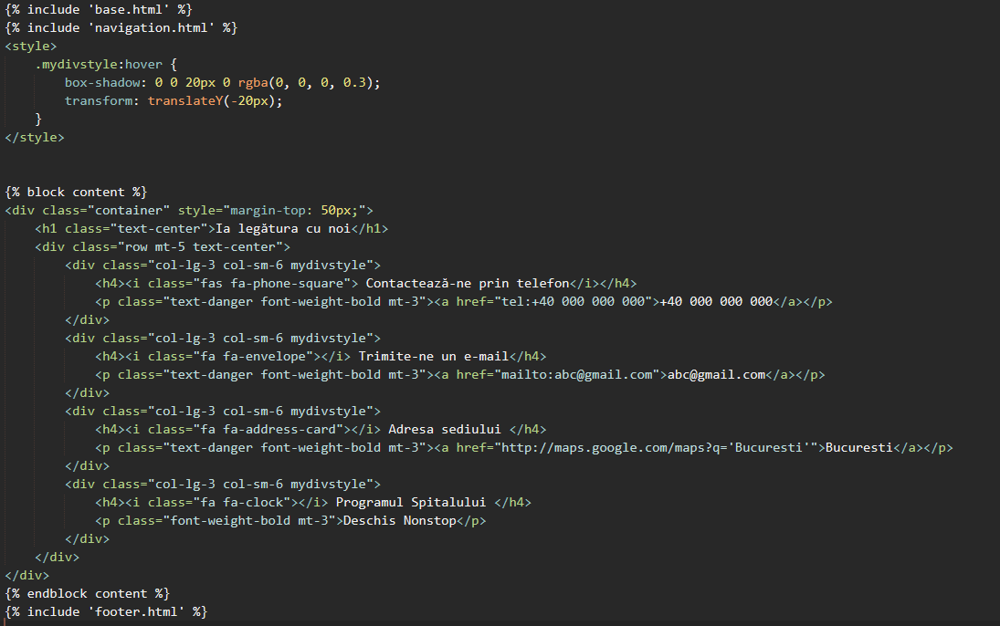 {% include 'base.html' %}
{% include 'navigation.html' %}
<style>
    .mydivstyle:hover {
        box-shadow: 0 0 20px 0 rgba(0, 0, 0, 0.3);
        transform: translateY(-20px);
    }
</style>
{% block content %}
<div class="container" style="margin-top: 50px;">
    <h1 class="text-center">Ia legătura cu noi</h1>
    <div class="row mt-5 text-center">
        <div class="col-lg-3 col-sm-6 mydivstyle">
            <h4><i class="fas fa-phone-square"> Contactează-ne prin telefon</i></h4>
            <p class="text-danger font-weight-bold mt-3"><a href="tel:+40 000 000 000">+40 000 000 000</a></p>
        </div>
        <div class="col-lg-3 col-sm-6 mydivstyle">
            <h4><i class="fa fa-envelope"></i> Trimite-ne un e-mail</h4>
            <p class="text-danger font-weight-bold mt-3"><a href="mailto:abc@gmail.com">abc@gmail.com</a></p>
        </div>
        <div class="col-lg-3 col-sm-6 mydivstyle">
            <h4><i class="fa fa-address-card"></i> Adresa sediului </h4>
            <p class="text-danger font-weight-bold mt-3"><a href="http://maps.google.com/maps?q='Bucuresti'">Bucuresti</a></p>
        </div>
        <div class="col-lg-3 col-sm-6 mydivstyle">
            <h4><i class="fa fa-clock"></i> Programul Spitalului </h4>
            <p class="font-weight-bold mt-3">Deschis Nonstop</p>
        </div>
    </div>
</div>
{% endblock content %}
{% include 'footer.html' %}